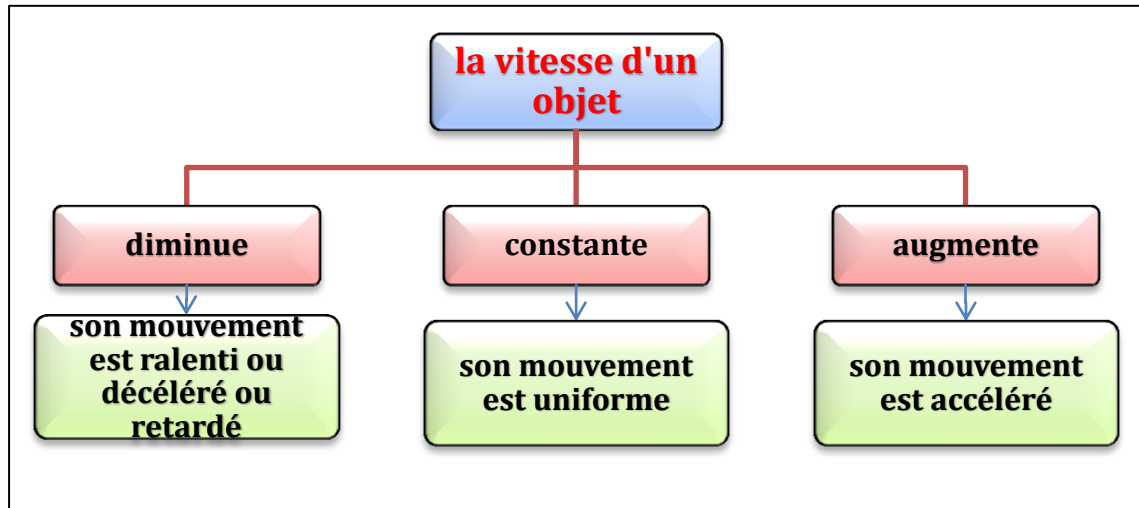 la vitesse d'un
objet
diminue
constante
augmente
son mouvement
est ralenti ou
décéléré ou
retardé
son mouvement
est uniforme
son mouvement
est accéléré